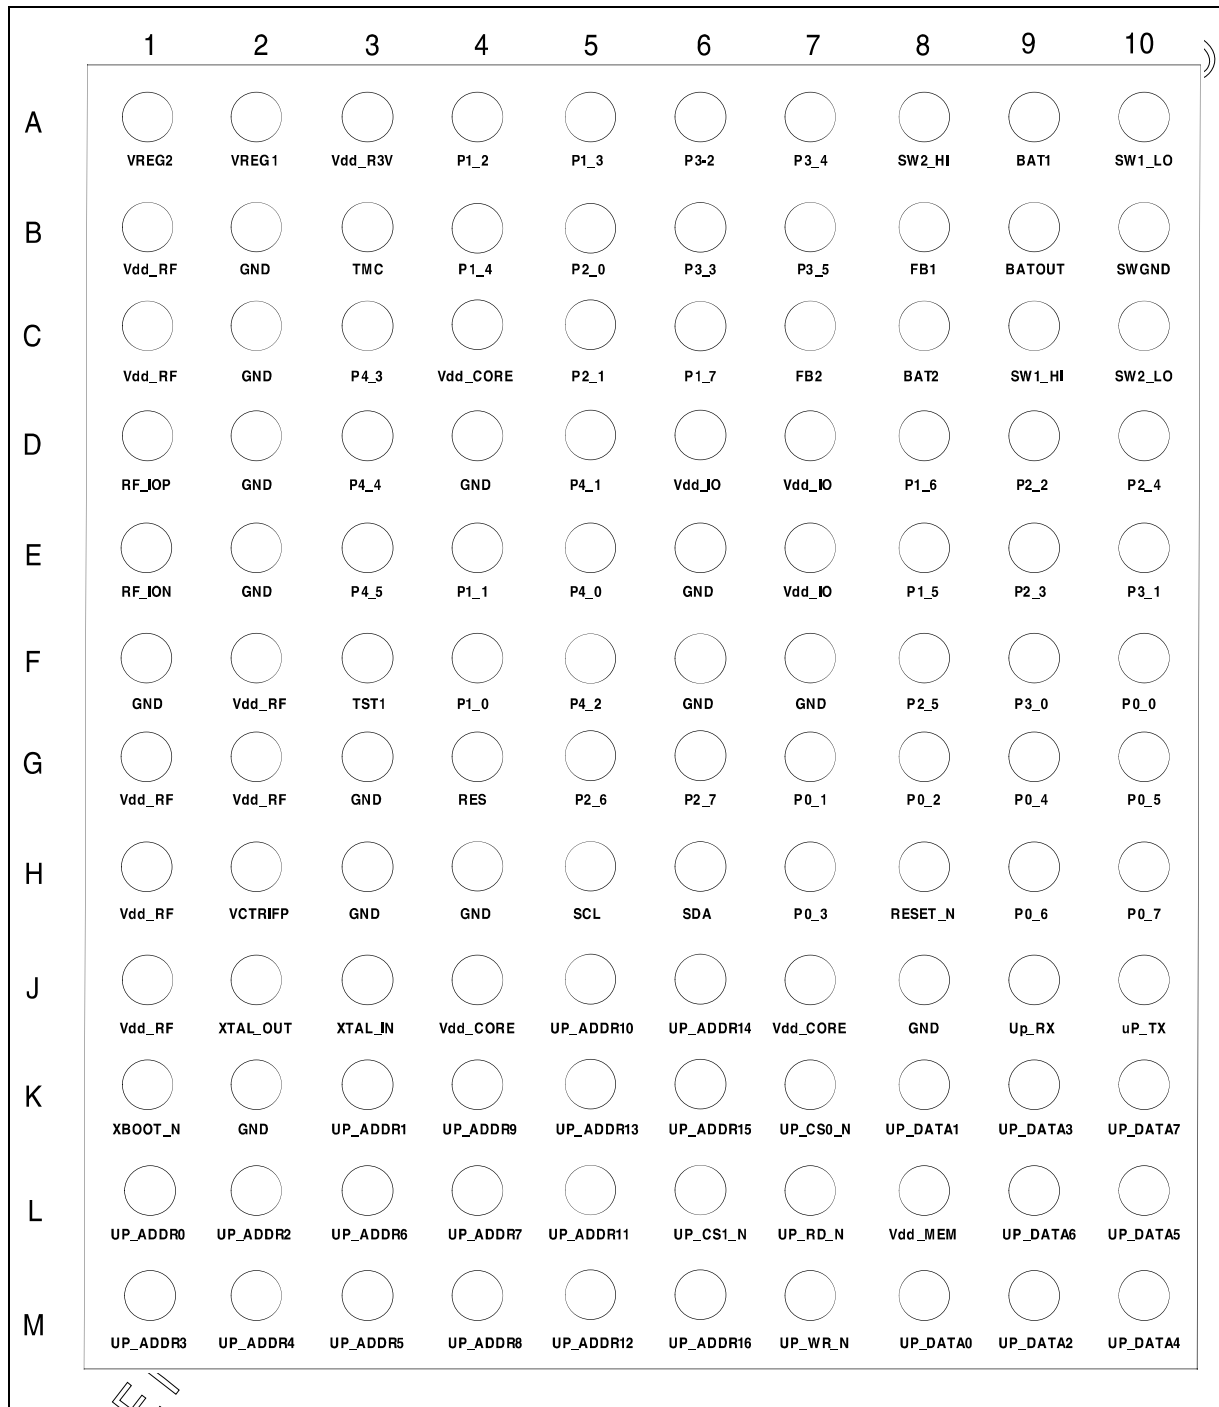 1 2 3 4 5 6 7 8 9 10
A
VREG2 VREG1 Vdd_R3V P1_2 P1_3 P3-2 P3_4 SW2_HI BAT1 SW1_LO
B
Vdd_RF GND TMC P1_4 P2_0 P3_3 P3_5 FB1 BATOUT SWGND
C
Vdd_RF GND P4_3 Vdd_CORE P2_1 P1_7 FB2 BAT2 SW1_HI SW2_LO
D
RF_IOP GND P4_4 GND P4_1 Vdd_IO Vdd_IO P1_6 P2_2 P2_4
E
RF_ION GND P4_5 P1_1 P4_0 GND Vdd_IO P1_5 P2_3 P3_1
F
GND Vdd_RF TST1 P1_0 P4_2 GND GND P2_5 P3_0 P0_0
G
Vdd_RF Vdd_RF GND RES P2_6 P2_7 P0_1 P0_2 P0_4 P0_5
H
Vdd_RF VCTRIFP GND GND SCL SDA P0_3 RESET_N P0_6 P0_7
J
Vdd_RF XTAL_OUT XTAL_IN Vdd_CORE UP_ADDR10 UP_ADDR14 Vdd_CORE GND Up_RX uP_TX
K
XBOOT_N GND UP_ADDR1 UP_ADDR9 UP_ADDR13 UP_ADDR15 UP_CS0_N UP_DATA1 UP_DATA3 UP_DATA7
L
UP_ADDR0 UP_ADDR2 UP_ADDR6 UP_ADDR7 UP_ADDR11 UP_CS1_N UP_RD_N Vdd_MEM UP_DATA6 UP_DATA5
M
UP_ADDR3 UP_ADDR4 UP_ADDR5 UP_ADDR8 UP_ADDR12 UP_ADDR16 UP_WR_N UP_DATA0 UP_DATA2 UP_DATA4